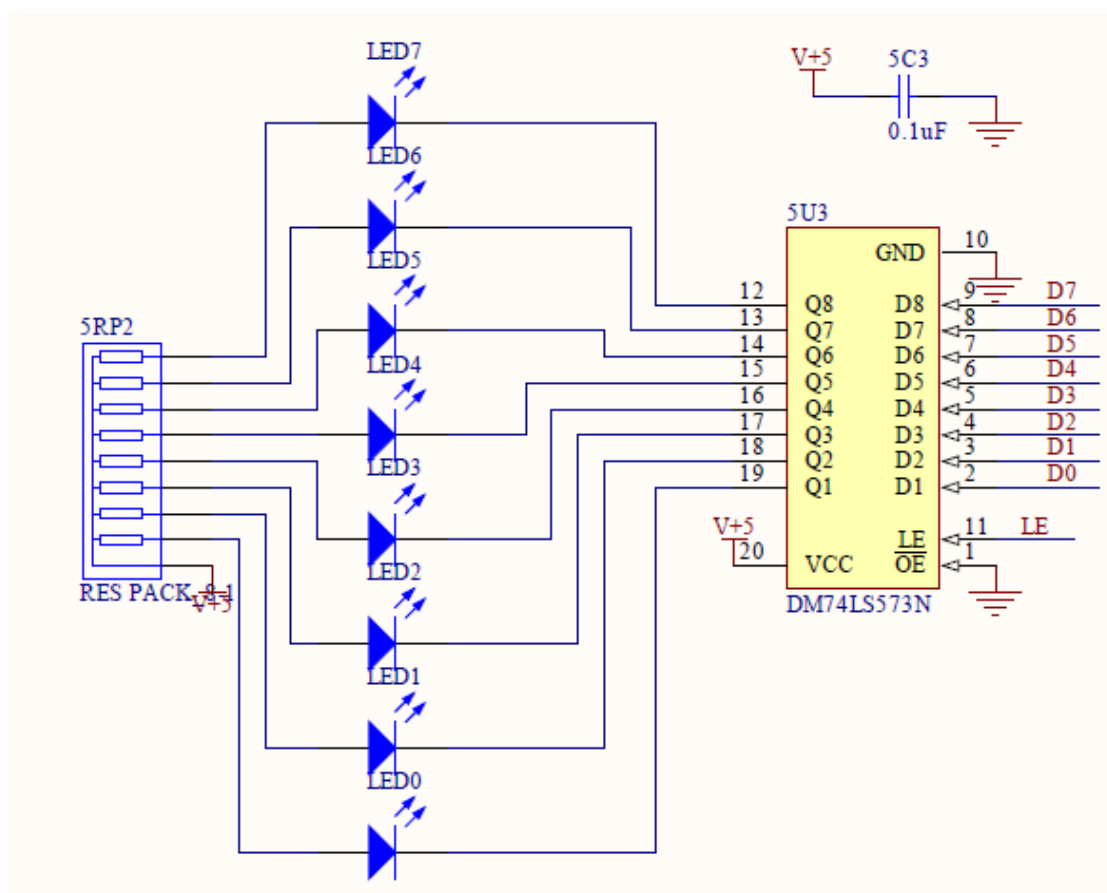 LED7
LED6
LED5
LED4
LED3
LED2
LED1
LED0
V+5
5C3
0.1uF
5RP2
RES PACK_8-1
V+5
5U3
GND 10
12 Q8 D8 9 D7
13 Q7 D7 8 D6
14 Q6 D6 7 D5
15 Q5 D5 6 D4
16 Q4 D4 5 D3
17 Q3 D3 4 D2
18 Q2 D2 3 D1
19 Q1 D1 2 D0
LE 11 LE
V+5
20 VCC OE 1
DM74LS573N